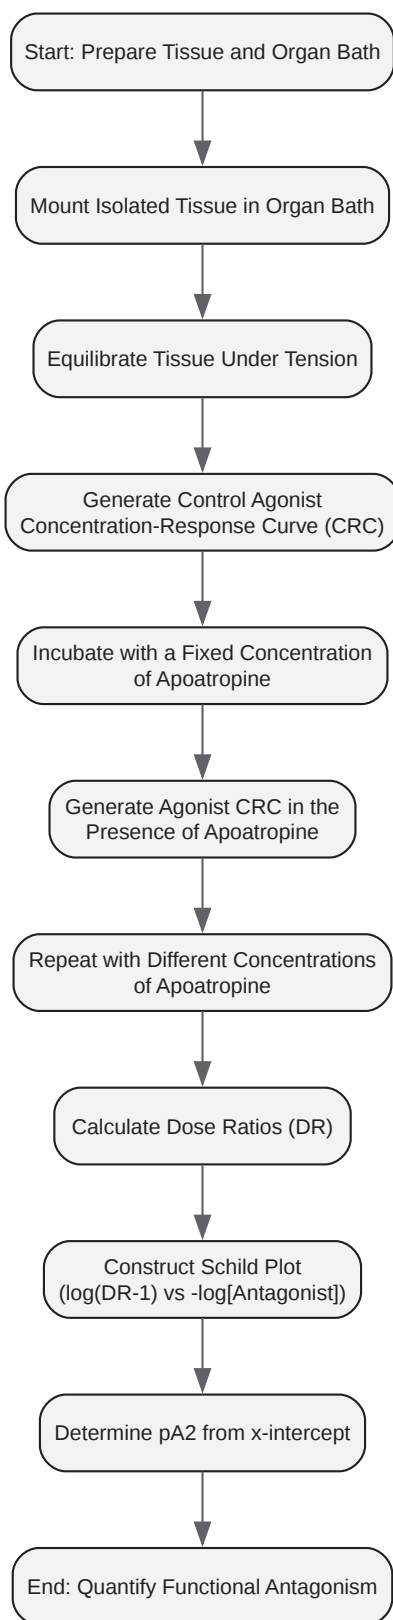 Start: Prepare Tissue and Organ Bath
Mount Isolated Tissue in Organ Bath
Equilibrate Tissue Under Tension
Generate Control Agonist
Concentration-Response Curve (CRC)
Incubate with a Fixed Concentration
of Apoatropine
Generate Agonist CRC in the
Presence of Apoatropine
Repeat with Different Concentrations
of Apoatropine
Calculate Dose Ratios (DR)
Construct Schild Plot
(log(DR-1) vs -log[Antagonist])
Determine pA2 from x-intercept
End: Quantify Functional Antagonism